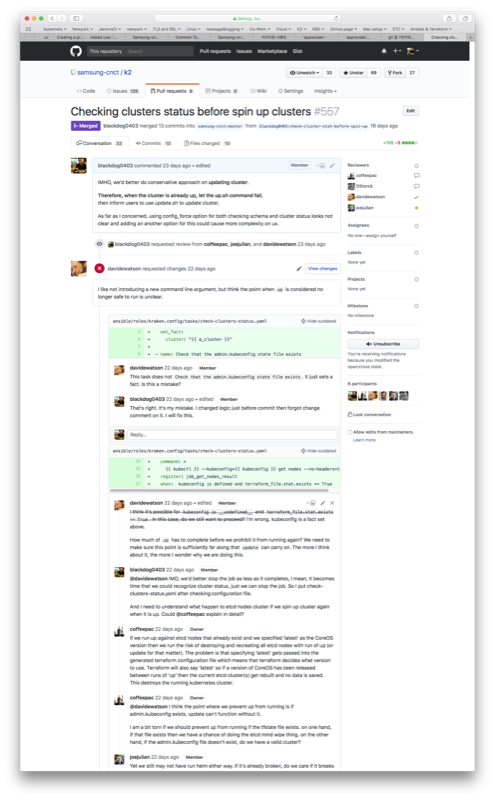 GitHub, Inc.
This repository
Search
Pull requests Issues Marketplace Gist
samsung-cnct / k2
Unwatch 33 Unstar 89 Fork 27
Code Issues 125 Pull requests 9 Projects 6 Wiki Settings Insights
Checking clusters status before spin up clusters #557
Edit
Merged blackdog0403 merged 13 commits into samsung-cnct:master from blackdog0403:check-cluster-stat-before-spin-up 16 days ago
Conversation 32 Commits 13 Files changed 10
blackdog0403 commented 23 days ago • edited
Member
IMHO, we'd better do conservative approach on updating cluster.
Therefore, when the cluster is already up, let the up.sh command fail,
then inform users to use update.sh to update cluster.
As far as I concerned, using config_force option for both checking schema and cluster status looks not
clear and adding an another option for this could cause more complexity on us.
blackdog0403 requested review from coffeepac, joejulian, and davidewatson 23 days ago
davidewatson requested changes 22 days ago
View changes
I like not introducing a new command line argument, but think the point when up is considered no
longer safe to run is unclear.
ansible/roles/kraken.config/tasks/check-clusters-status.yaml
Hide outdated
+ set_fact:
+ cluster: "{{ a_cluster }}"
+
+ - name: Check that the admin.kubeconfig state file exists
davidewatson 22 days ago Member
This task does not Check that the admin.kubeconfig state file exists. It just sets a
fact. Is this a mistake?
blackdog0403 23 days ago Member
That's right. It's my mistake. I changed logic just before commit then forgot change
comment on it. I will fix this.
Reply...
ansible/roles/kraken.config/tasks/check-clusters-status.yaml
Hide outdated
+ command: >
+ {{ kubectl }} --kubeconfig={{ kubeconfig }} get nodes --no-headers=t
+ register: job_get_nodes_result
+ when: kubeconfig is defined and terraform_file.stat.exists == True
davidewatson 22 days ago • edited Member
I think it's possible for kubeconfig is __undefined__ and terraform_file.stat.exists
== True. In this case, do we still want to proceed? I'm wrong, kubeconfig is a fact set
above.
How much of up has to complete before we prohibit it from running again? We need to
make sure this point is sufficiently far along that update can carry on. The more I think
about it, the more I wonder why we are doing this.
blackdog0403 22 days ago Member
@davidewatson IMO, we'd better stop the job as less as it completes, I mean, it becomes
time that we could recognize cluster status, just we can stop the job. So I put check-
clusters-status.yaml after checking configuration file.
And I need to understand what happen to etcd nodes cluster if we spin up cluster again
when it is up. Could @coffeepac explain in detail?
coffeepac 22 days ago Owner
If we run up against etcd nodes that already exist and we specified 'latest' as the CoreOS
version then we run the risk of destroying and recreating all etcd nodes with run of up (or
update for that matter). The problem is that specifying 'latest' gets passed into the
generated terraform configuration file which means that terraform decides what version
to use. Terraform will also say 'latest' so if a version of CoreOS has been released
between runs of 'up' then the current etcd cluster(s) get rebuilt and no data is saved.
This destroys the running kubernetes cluster.
coffeepac 22 days ago Owner
@davidewatson I think the point where we prevent up from running is if
admin.kubeconfig exists. update can't function without it.
I am a bit torn if we should prevent up from running if the tfstate file exists. on one hand,
if that file exists then we have a chance of doing the etcd mind wipe thing, on the other
hand, if the admin.kubeconfig file doesn't exist, do we have a valid cluster?
joejulian 22 days ago Member
Yet we still may not have run helm either way. If it's already broken, do we care if it breaks
Reviewers
coffeepac
davidewatson
joejulian
Assignees
No one—assign yourself
Labels
None yet
Projects
None yet
Milestone
No milestone
Notifications
Unsubscribe
You're receiving notifications
because you modified the
open/close state.
Lock conversation
Allow edits from maintainers.
Learn more